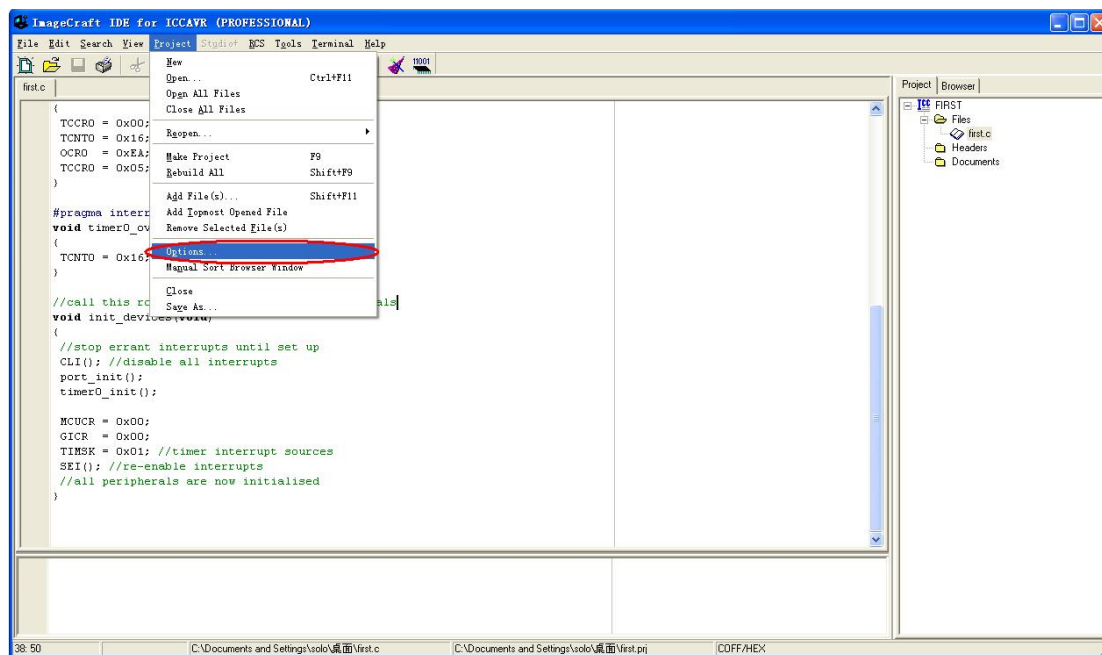 ImageCraft IDE for ICCAVR (PROFESSIONAL)
File Edit Search View Project Studio+ RCS Tools Terminal Help
New
Open... Ctrl+F11
Open All Files
Close All Files
Reopen...
Make Project F9
Rebuild All Shift+F9
Add File(s)... Shift+F11
Add Topmost Opened File
Remove Selected File(s)
Options...
Manual Sort Browser Window
Close
Save As...
11001
first.c
{
TCCR0 = 0x00;
TCNT0 = 0x16;
OCR0 = 0xEA;
TCCR0 = 0x05;
}
#pragma interr
void timer0_ov
{
TCNT0 = 0x16;
}
//call this ro als
void init_devices(void)
{
//stop errant interrupts until set up
CLI(); //disable all interrupts
port_init();
timer0_init();
MCUCR = 0x00;
GICR = 0x00;
TIMSK = 0x01; //timer interrupt sources
SEI(); //re-enable interrupts
//all peripherals are now initialised
}
Project Browser
ICC FIRST
Files
first.c
Headers
Documents
38: 50 C:\Documents and Settings\solo\桌面\first.c C:\Documents and Settings\solo\桌面\first.prj COFF/HEX